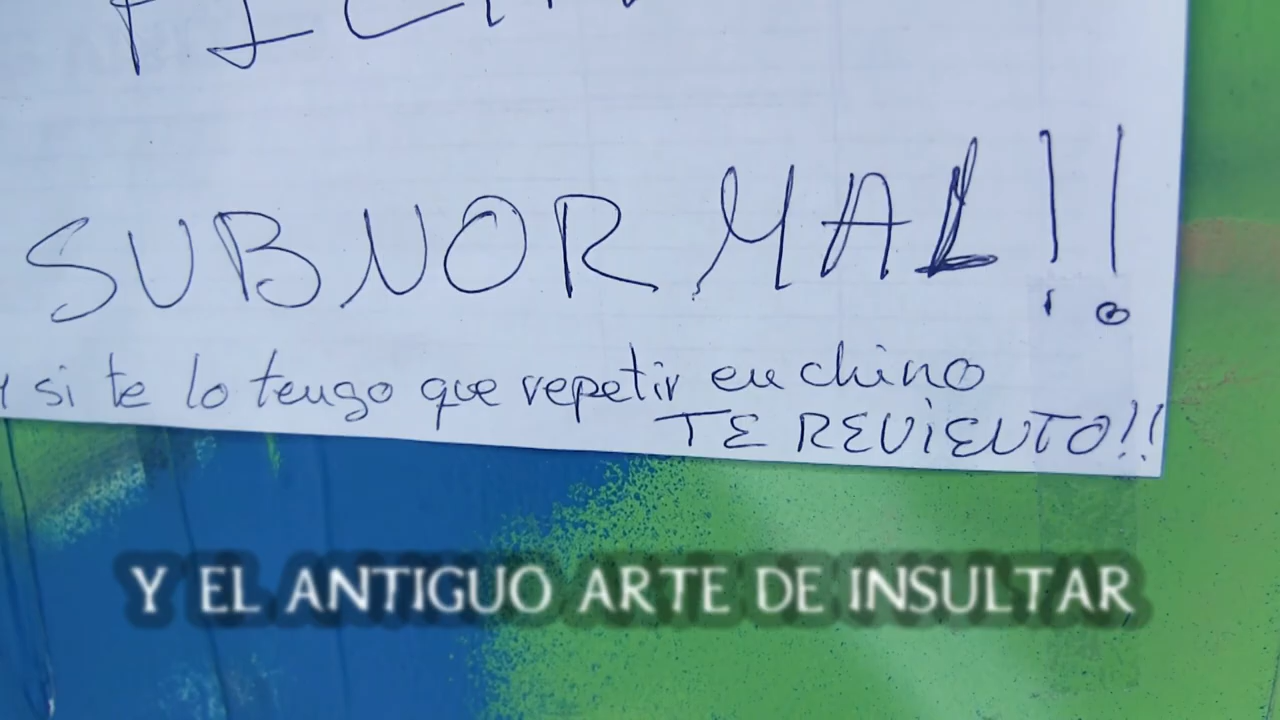 SUBNORMAL!!
Y si te lo tengo que repetir en chino
TE REVIENTO!!
Y EL ANTIGUO ARTE DE INSULTAR